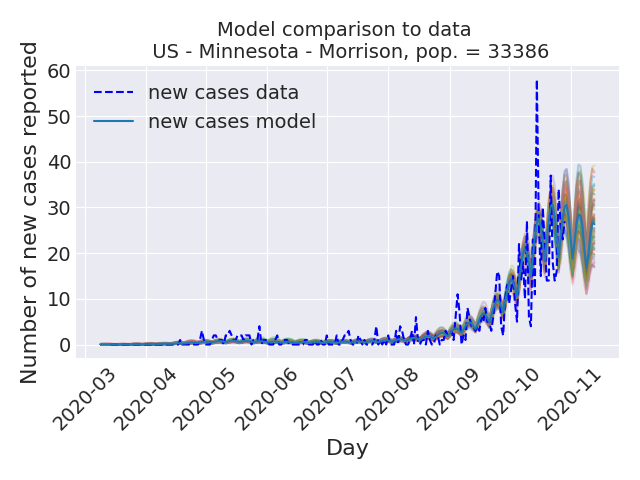 Model comparison to data
US - Minnesota - Morrison, pop. = 33386
Number of new cases reported
60
50
40
30
20
10
0
new cases data
new cases model
2020-03
2020-04
2020-05
2020-06
2020-07
2020-08
2020-09
2020-10
2020-11
Day